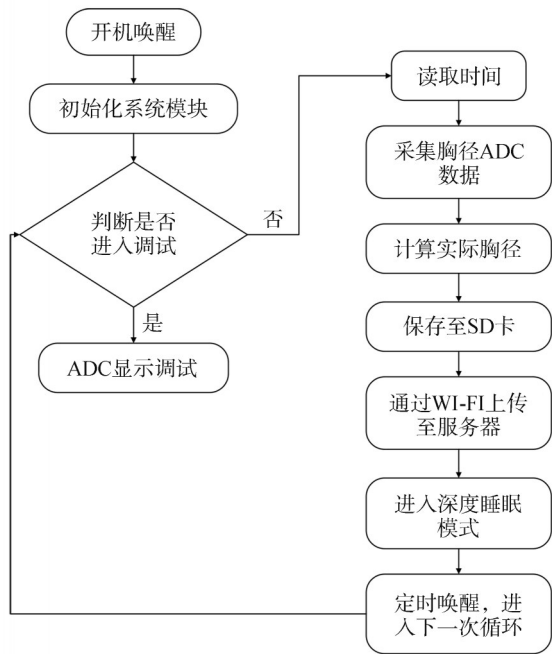 开机唤醒
初始化系统模块
判断是否
进入调试
否
是
ADC显示调试
读取时间
采集胸径ADC
数据
计算实际胸径
保存至SD卡
通过WI-FI上传
至服务器
进入深度睡眠
模式
定时唤醒，进
入下一次循环